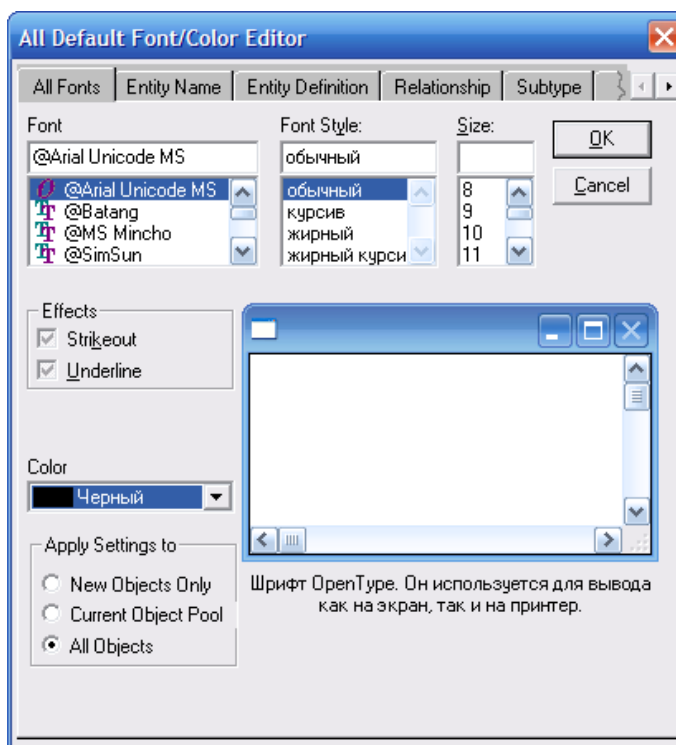 All Default Font/Color Editor
All Fonts Entity Name Entity Definition Relationship Subtype
Font Font Style: Size:
@Arial Unicode MS обычный OK
@Arial Unicode MS обычный 8 Cancel
@Batang курсив 9
@MS Mincho жирный 10
@SimSun жирный курси 11
Effects
Strikeout
Underline
Color
Черный
Apply Settings to
New Objects Only
Current Object Pool
All Objects
Шрифт OpenType. Он используется для вывода
как на экран, так и на принтер.